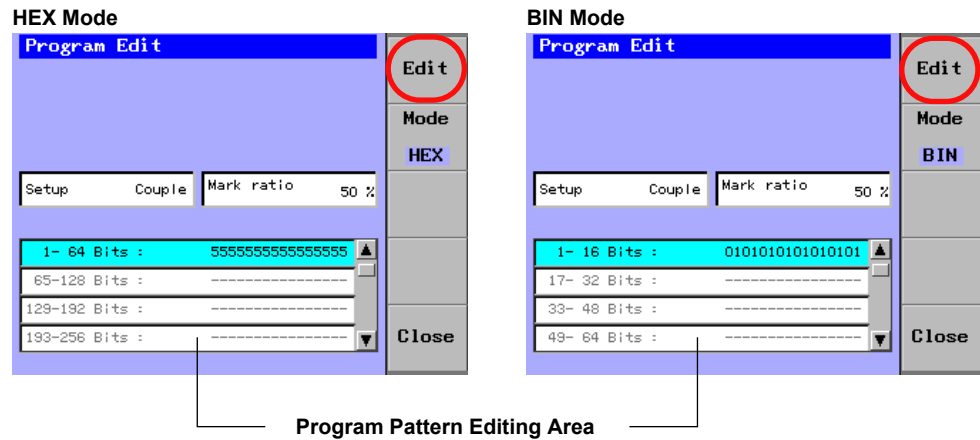 HEX Mode
Program Edit
Edit
Mode
HEX
Setup Couple
Mark ratio 50 %
1- 64 Bits : 5555555555555555
65-128 Bits : ----------------
129-192 Bits : ----------------
193-256 Bits : ----------------
Close
BIN Mode
Program Edit
Edit
Mode
BIN
Setup Couple
Mark ratio 50 %
1- 16 Bits : 0101010101010101
17- 32 Bits : ----------------
33- 48 Bits : ----------------
49- 64 Bits : ----------------
Close
Program Pattern Editing Area